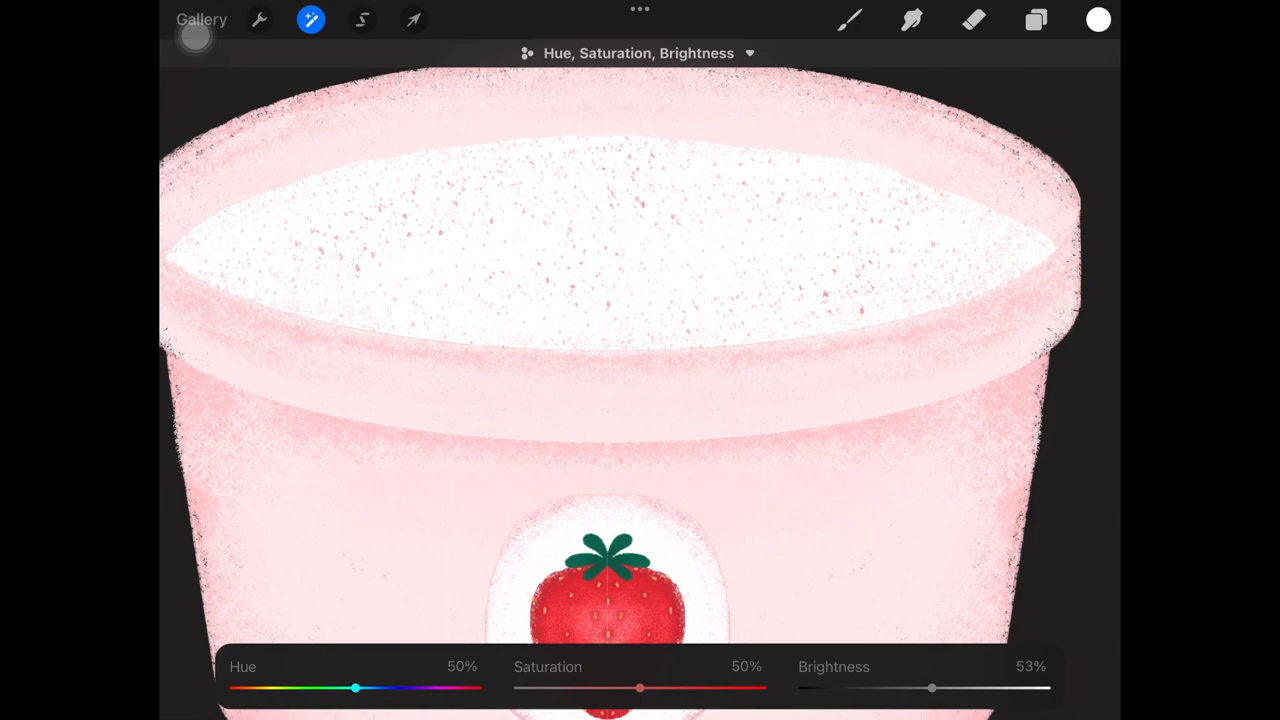 Gallery
Hue, Saturation, Brightness
Hue 50% Saturation 50% Brightness 53%